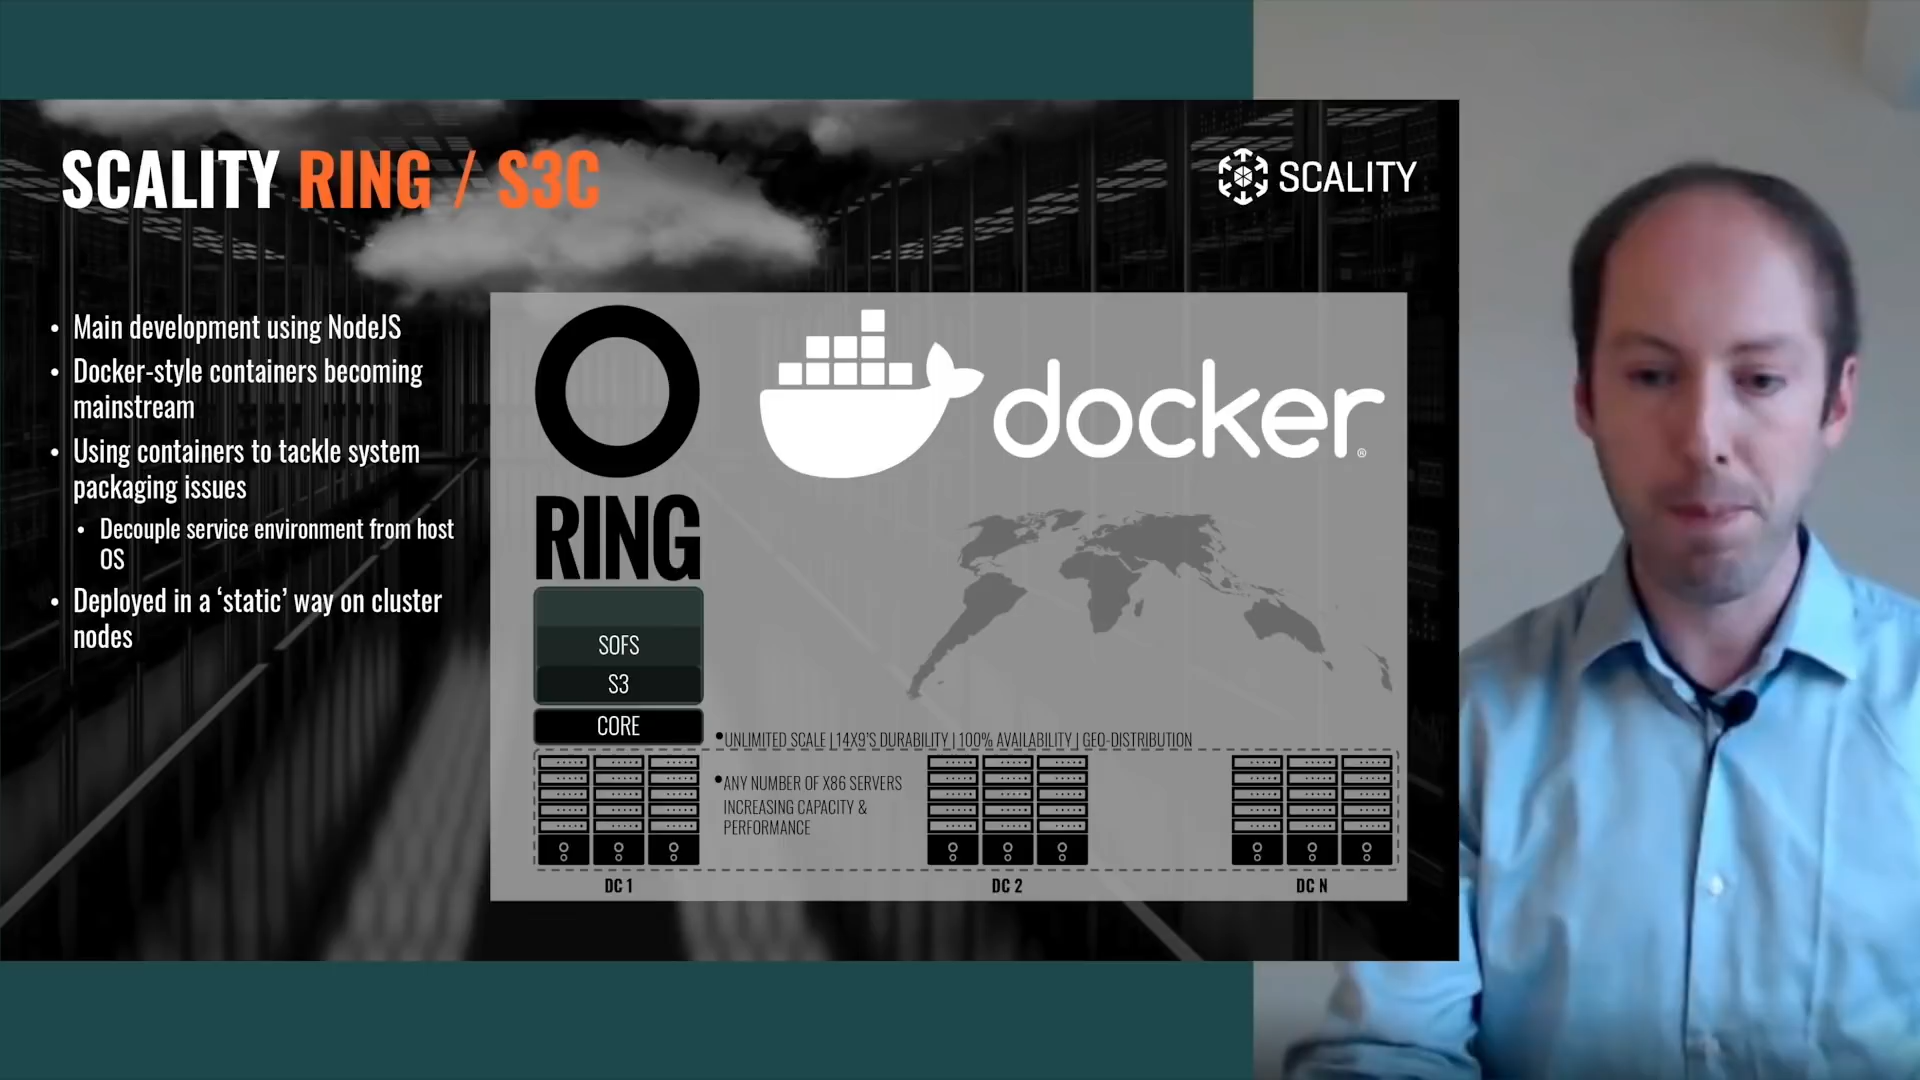 SCALITY RING / S3C
SCALITY
• Main development using NodeJS
• Docker-style containers becoming
mainstream
• Using containers to tackle system
packaging issues
• Decouple service environment from host
OS
• Deployed in a ‘static’ way on cluster
nodes
docker®
RING
SOFS
S3
CORE
•UNLIMITED SCALE | 14X9'S DURABILITY | 100% AVAILABILITY | GEO-DISTRIBUTION
•ANY NUMBER OF X86 SERVERS
INCREASING CAPACITY &
PERFORMANCE
DC 1
DC 2
DC N